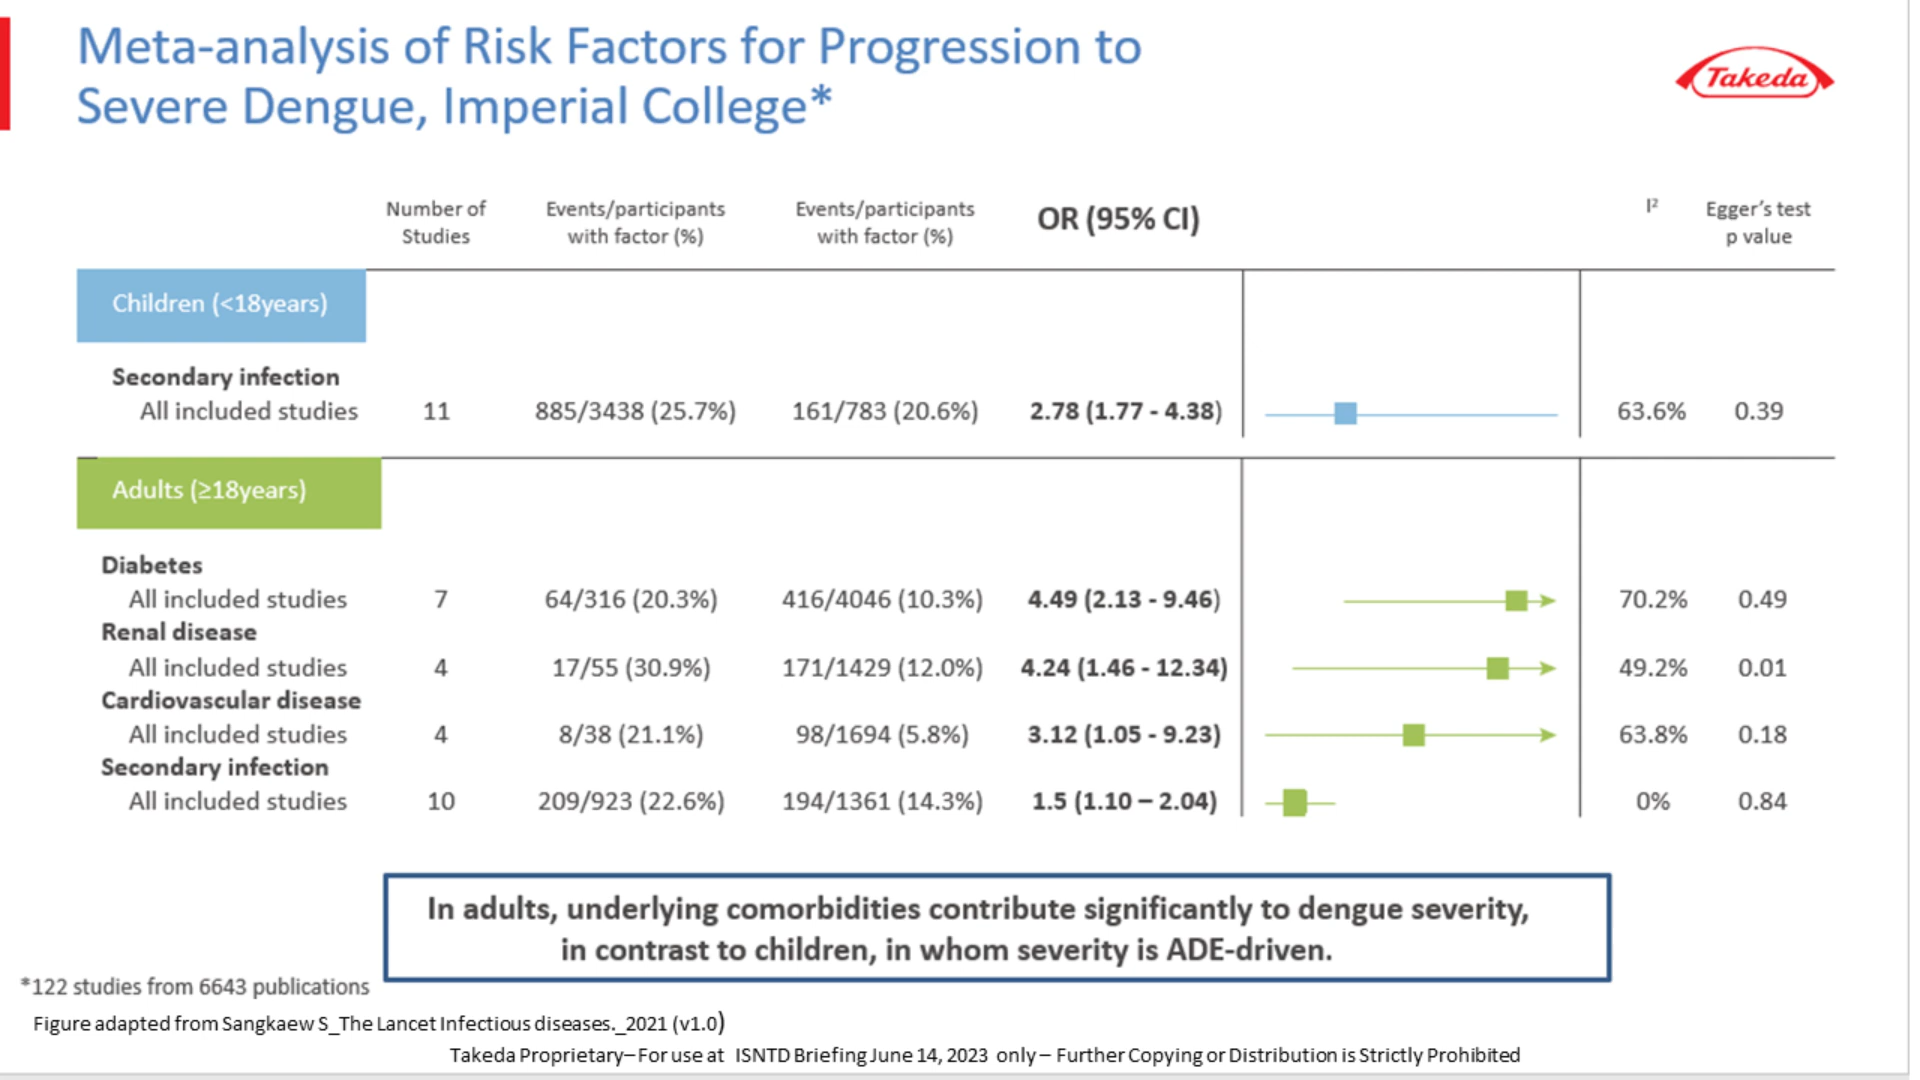 Meta-analysis of Risk Factors for Progression to
Severe Dengue, Imperial College*
Takeda
Number of Studies Events/participants with factor (%) Events/participants with factor (%) OR (95% CI) I² Egger's test p value
Children (<18years)
Secondary infection
All included studies 11 885/3438 (25.7%) 161/783 (20.6%) 2.78 (1.77 - 4.38) 63.6% 0.39
Adults (≥18years)
Diabetes
All included studies 7 64/316 (20.3%) 416/4046 (10.3%) 4.49 (2.13 - 9.46) 70.2% 0.49
Renal disease
All included studies 4 17/55 (30.9%) 171/1429 (12.0%) 4.24 (1.46 - 12.34) 49.2% 0.01
Cardiovascular disease
All included studies 4 8/38 (21.1%) 98/1694 (5.8%) 3.12 (1.05 - 9.23) 63.8% 0.18
Secondary infection
All included studies 10 209/923 (22.6%) 194/1361 (14.3%) 1.5 (1.10 – 2.04) 0% 0.84
In adults, underlying comorbidities contribute significantly to dengue severity,
in contrast to children, in whom severity is ADE-driven.
*122 studies from 6643 publications
Figure adapted from Sangkaew S_The Lancet Infectious diseases._2021 (v1.0)
Takeda Proprietary– For use at ISNTD Briefing June 14, 2023 only – Further Copying or Distribution is Strictly Prohibited